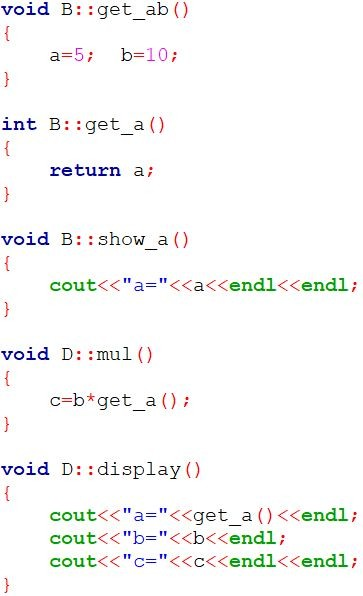 void B::get_ab()
{
    a=5;  b=10;
}

int B::get_a()
{
    return a;
}

void B::show_a()
{
    cout<<"a="<<a<<endl<<endl;
}

void D::mul()
{
    c=b*get_a();
}

void D::display()
{
    cout<<"a="<<get_a()<<endl;
    cout<<"b="<<b<<endl;
    cout<<"c="<<c<<endl<<endl;
}